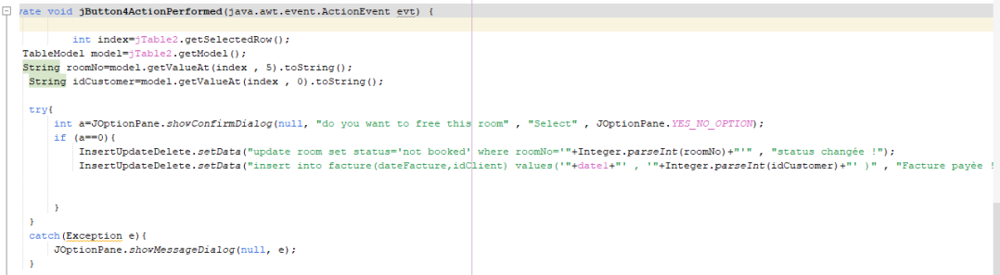 vate void jButton4ActionPerformed(java.awt.event.ActionEvent evt) {
int index=jTable2.getSelectedRow();
TableModel model=jTable2.getModel();
String roomNo=model.getValueAt(index , 5).toString();
String idCustomer=model.getValueAt(index , 0).toString();
try{
int a=JOptionPane.showConfirmDialog(null, "do you want to free this room" , "Select" , JOptionPane.YES_NO_OPTION);
if (a==0){
InsertUpdateDelete.setData("update room set status='not booked' where roomNo='"+Integer.parseInt(roomNo)+"'" , "status changée !");
InsertUpdateDelete.setData("insert into facture(dateFacture,idClient) values('"+date1+"' , '"+Integer.parseInt(idCustomer)+"' )" , "Facture payée !
}
}
catch(Exception e){
JOptionPane.showMessageDialog(null, e);
}